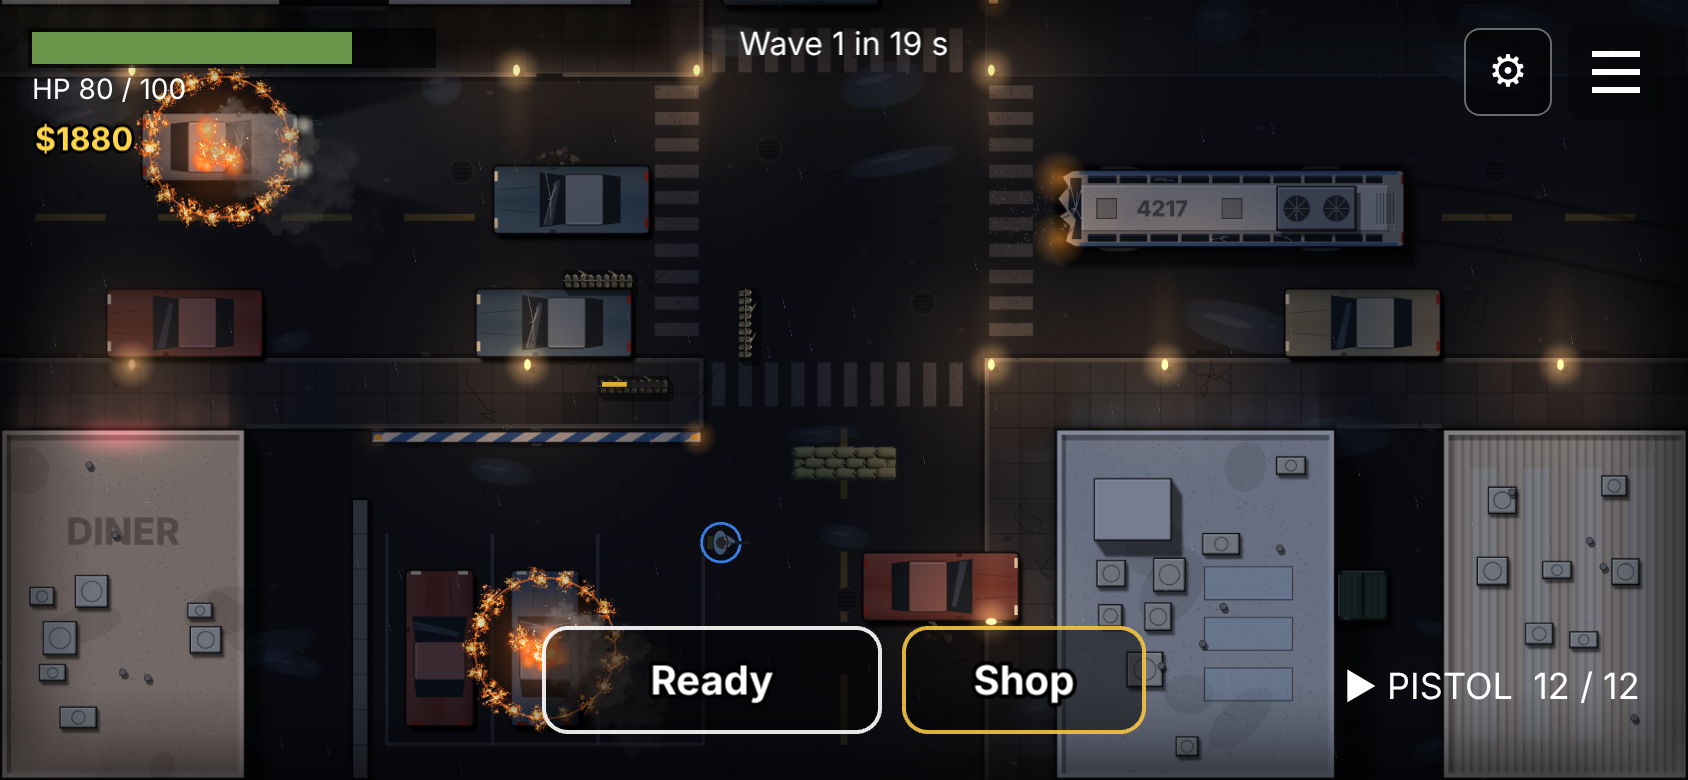 Wave 1 in 19 s
HP 80 / 100
$1880
4217
DINER
Ready
Shop
PISTOL 12 / 12